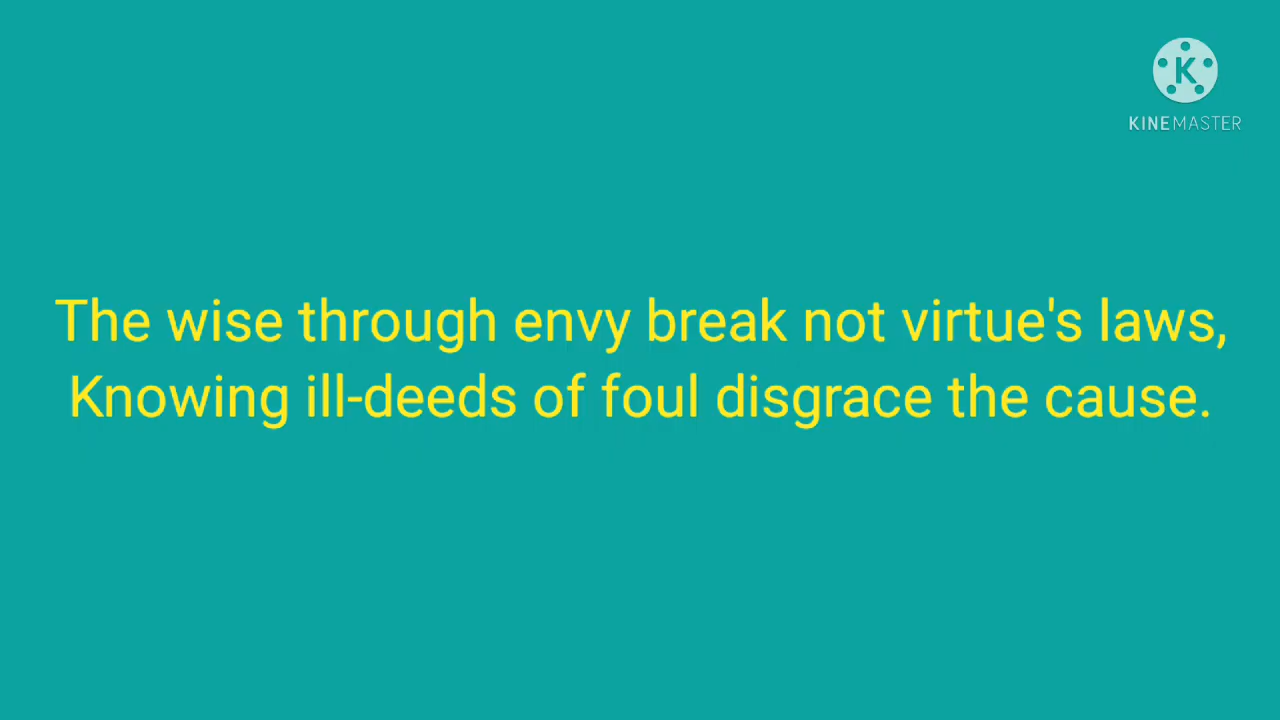 K
KINEMASTER
The wise through envy break not virtue's laws,
Knowing ill-deeds of foul disgrace the cause.